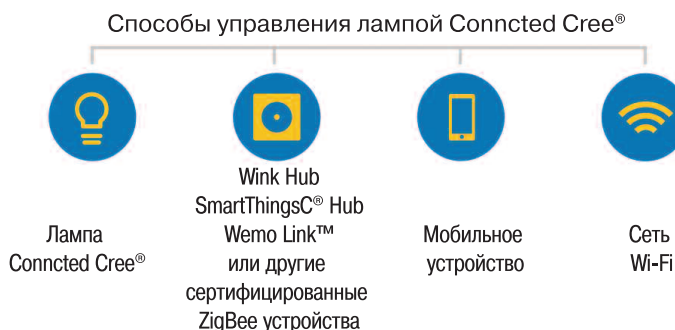 Способы управления лампой Conncted Cree®
Лампа
Conncted Cree®
Wink Hub
SmartThingsC® Hub
Wemo Link™
или другие
сертифицированные
ZigBee устройства
Мобильное
устройство
Сеть
Wi-Fi